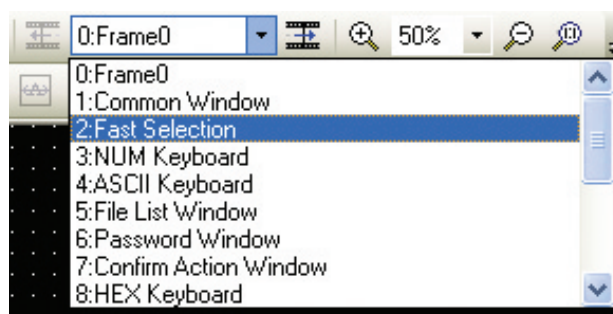 0:Frame0 50%
0:Frame0
1:Common Window
2:Fast Selection
3:NUM Keyboard
4:ASCII Keyboard
5:File List Window
6:Password Window
7:Confirm Action Window
8:HEX Keyboard